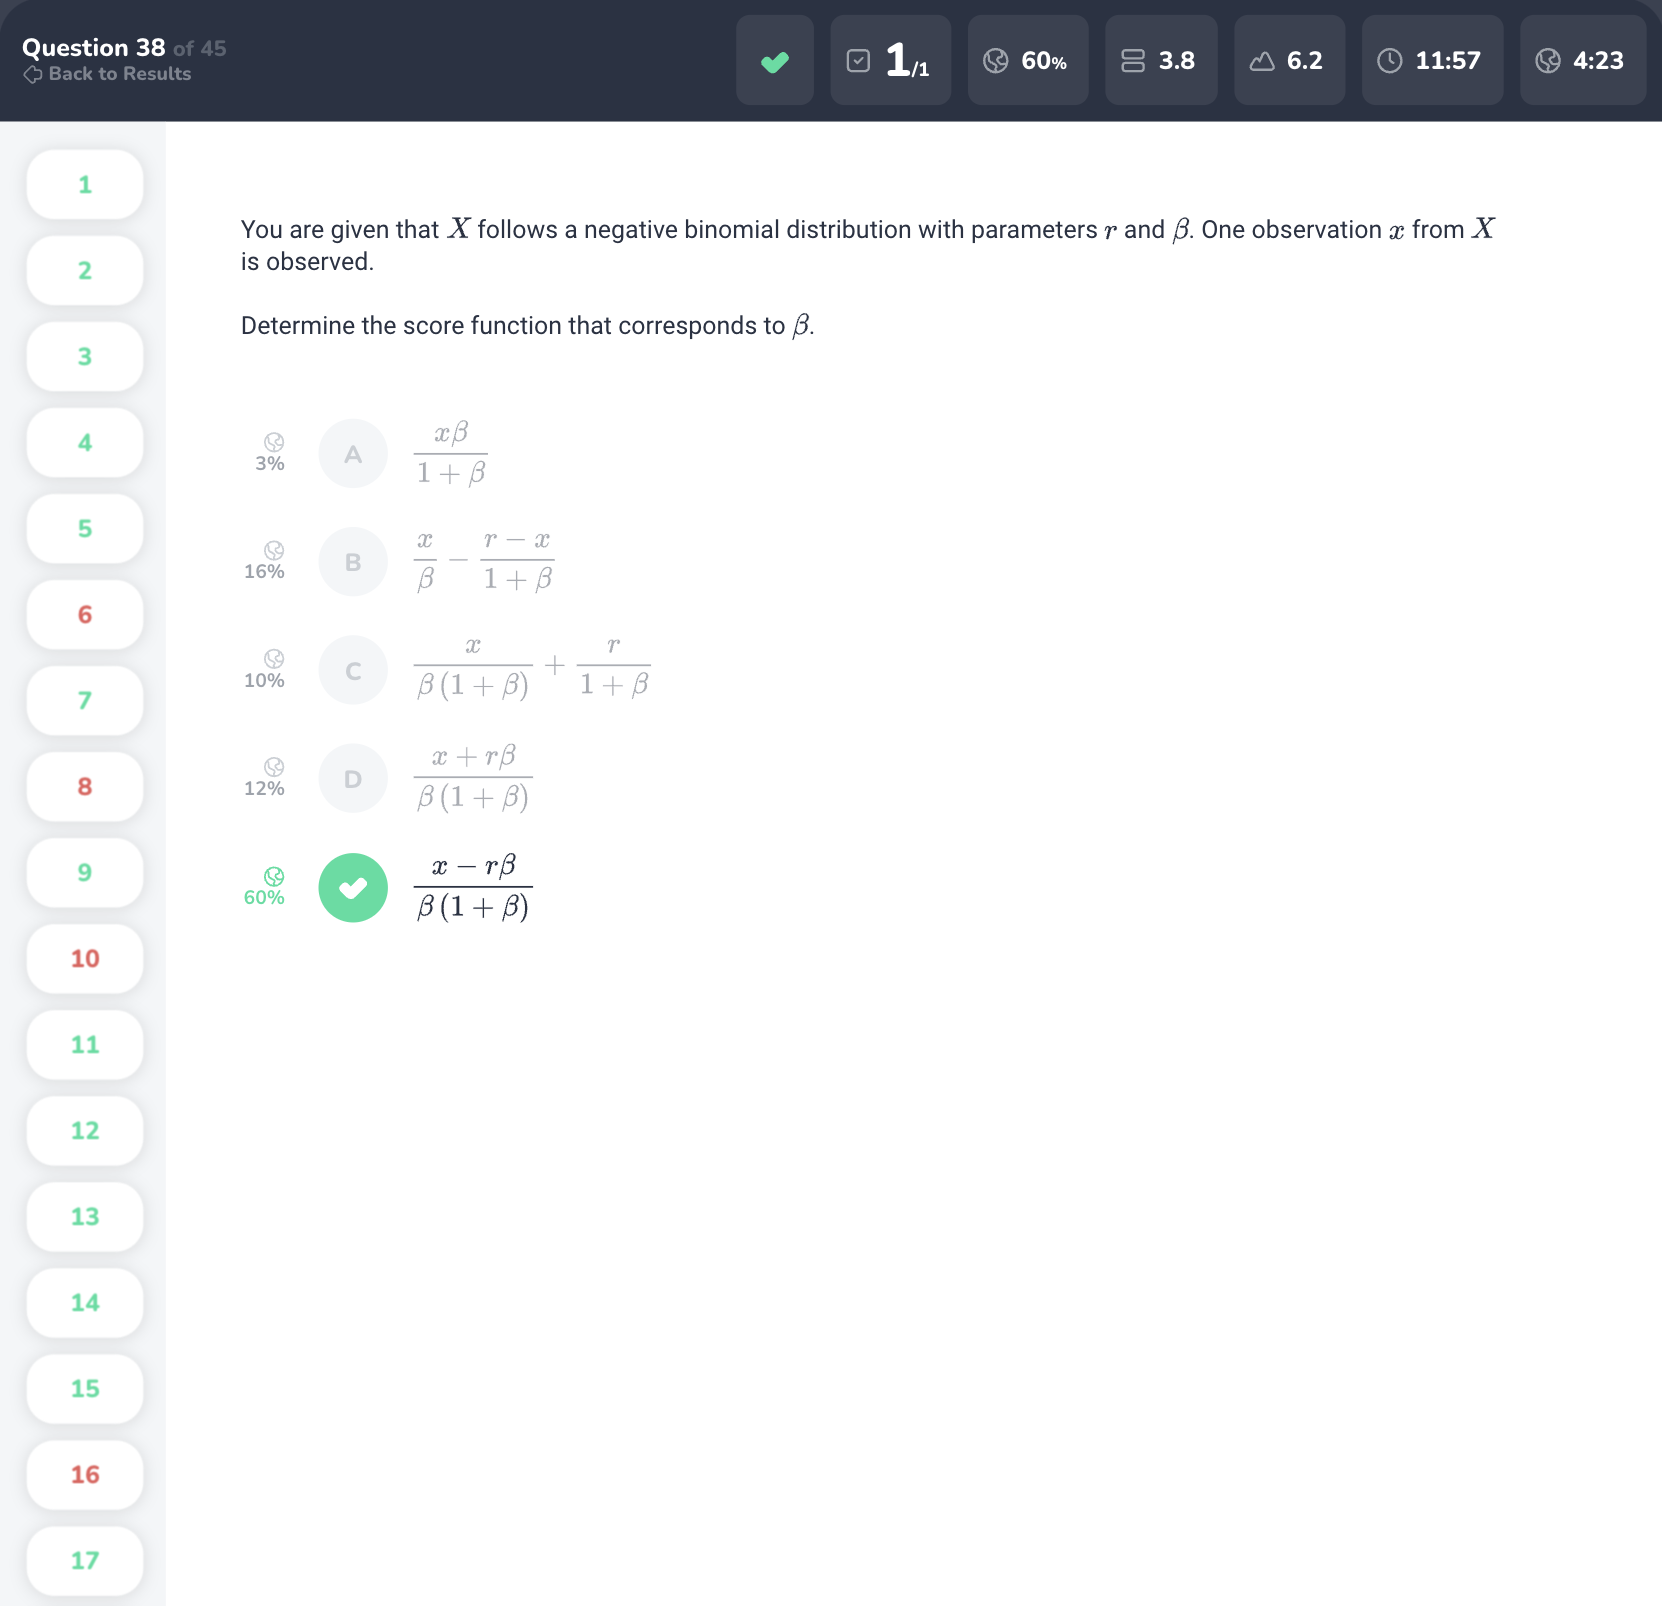 Question 38 of 45
Back to Results
1/1
60%
3.8
6.2
11:57
4:23
1
2
3
4
5
6
7
8
9
10
11
12
13
14
15
16
17
You are given that X follows a negative binomial distribution with parameters r and β. One observation x from X
is observed.
Determine the score function that corresponds to β.
3% A xβ / (1 + β)
16% B x/β − (r − x)/(1 + β)
10% C x/(β(1 + β)) + r/(1 + β)
12% D (x + rβ)/(β(1 + β))
60% (x − rβ)/(β(1 + β))